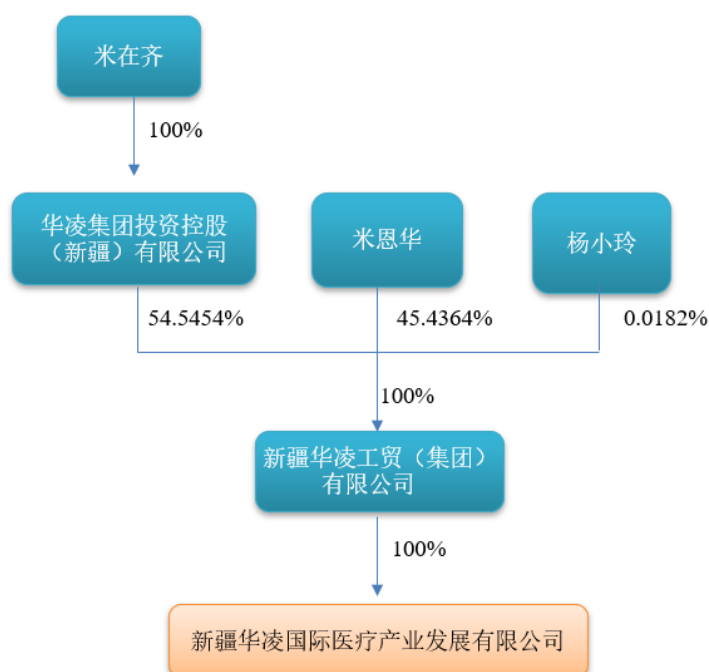 米在齐
100%
华凌集团投资控股
（新疆）有限公司
米恩华
杨小玲
54.5454%
45.4364%
0.0182%
100%
新疆华凌工贸（集团）
有限公司
100%
新疆华凌国际医疗产业发展有限公司